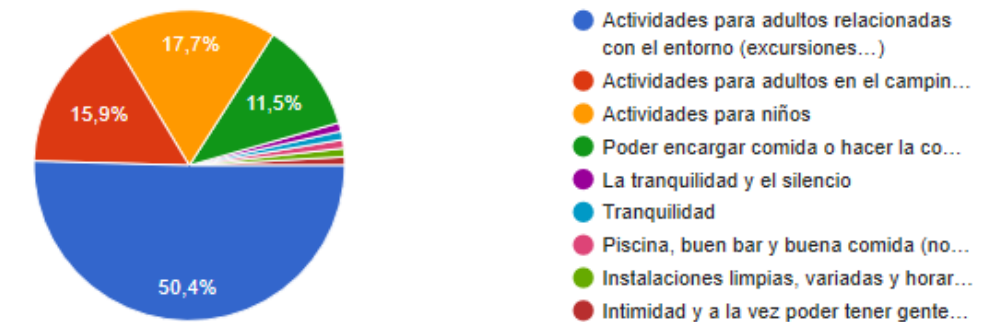 17,7%
15,9%
11,5%
50,4%
Actividades para adultos relacionadas
con el entorno (excursiones…)
Actividades para adultos en el campin…
Actividades para niños
Poder encargar comida o hacer la co…
La tranquilidad y el silencio
Tranquilidad
Piscina, buen bar y buena comida (no…
Instalaciones limpias, variadas y horar…
Intimidad y a la vez poder tener gente…